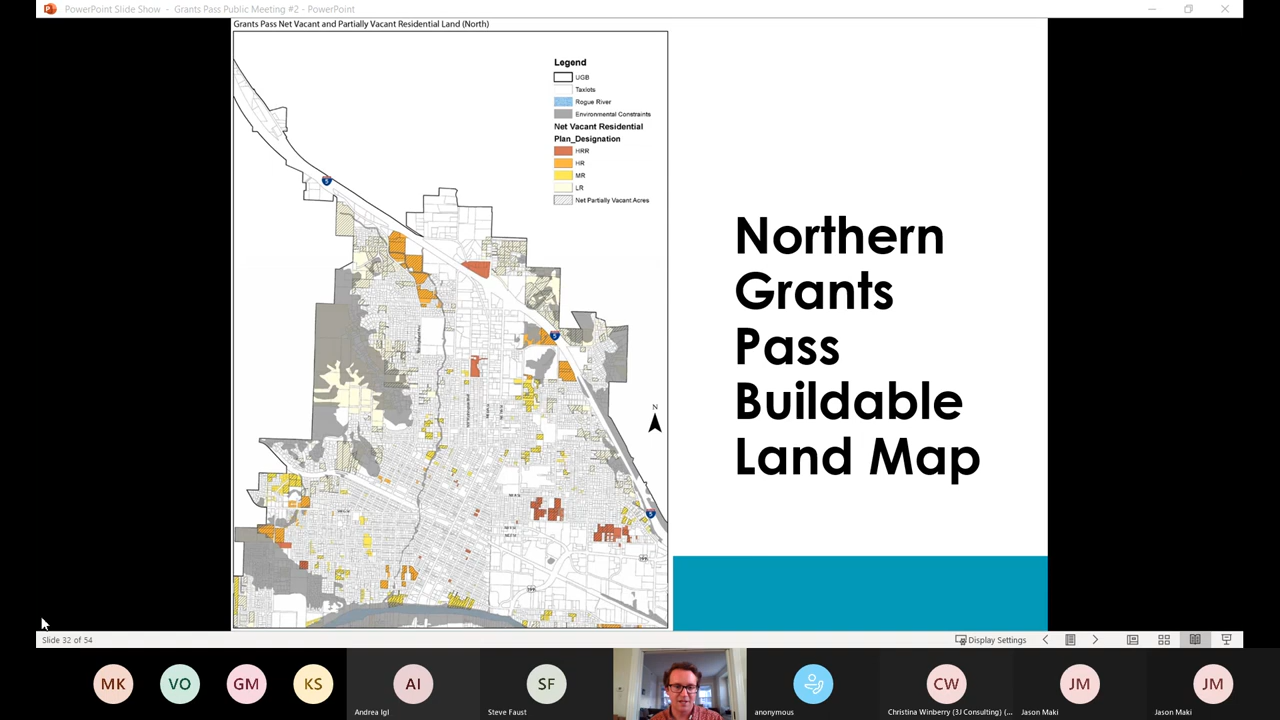 PowerPoint Slide Show - Grants Pass Public Meeting #2 - PowerPoint
Grants Pass Net Vacant and Partially Vacant Residential Land (North)
Legend
UGB
Taxlots
Rogue River
Environmental Constraints
Net Vacant Residential
Plan_Designation
HRR
HR
MR
LR
Net Partially Vacant Acres
5
5
N
5
Northern
Grants
Pass
Buildable
Land Map
Slide 32 of 54
Display Settings
MK
VO
GM
KS
AI
SF
CW
JM
JM
Andrea Igl
Steve Faust
anonymous
Christina Winberry (3J Consulting) (...
Jason Maki
Jason Maki